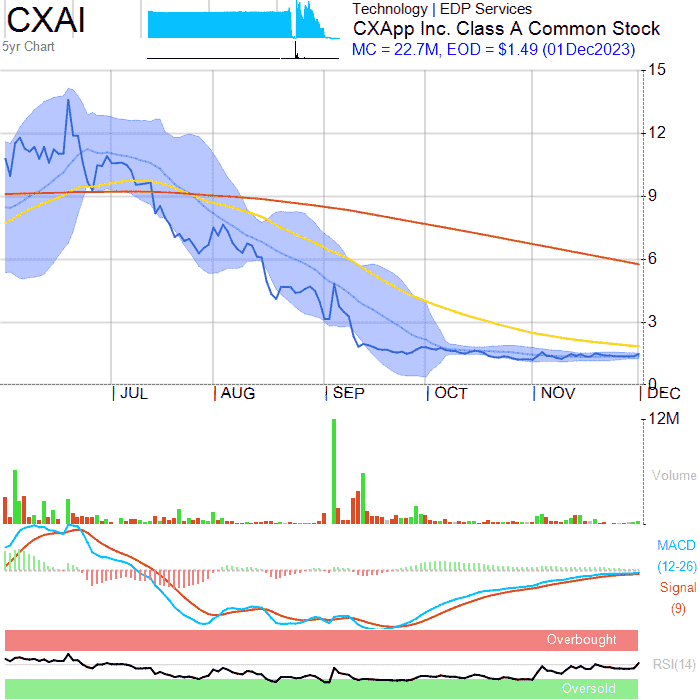 CXAI
5yr Chart
Technology | EDP Services
CXApp Inc. Class A Common Stock
MC = 22.7M, EOD = $1.49 (01Dec2023)
15
12
9
6
3
0
JUL
AUG
SEP
OCT
NOV
DEC
12M
Volume
MACD
(12-26)
Signal
(9)
Overbought
RSI(14)
Oversold